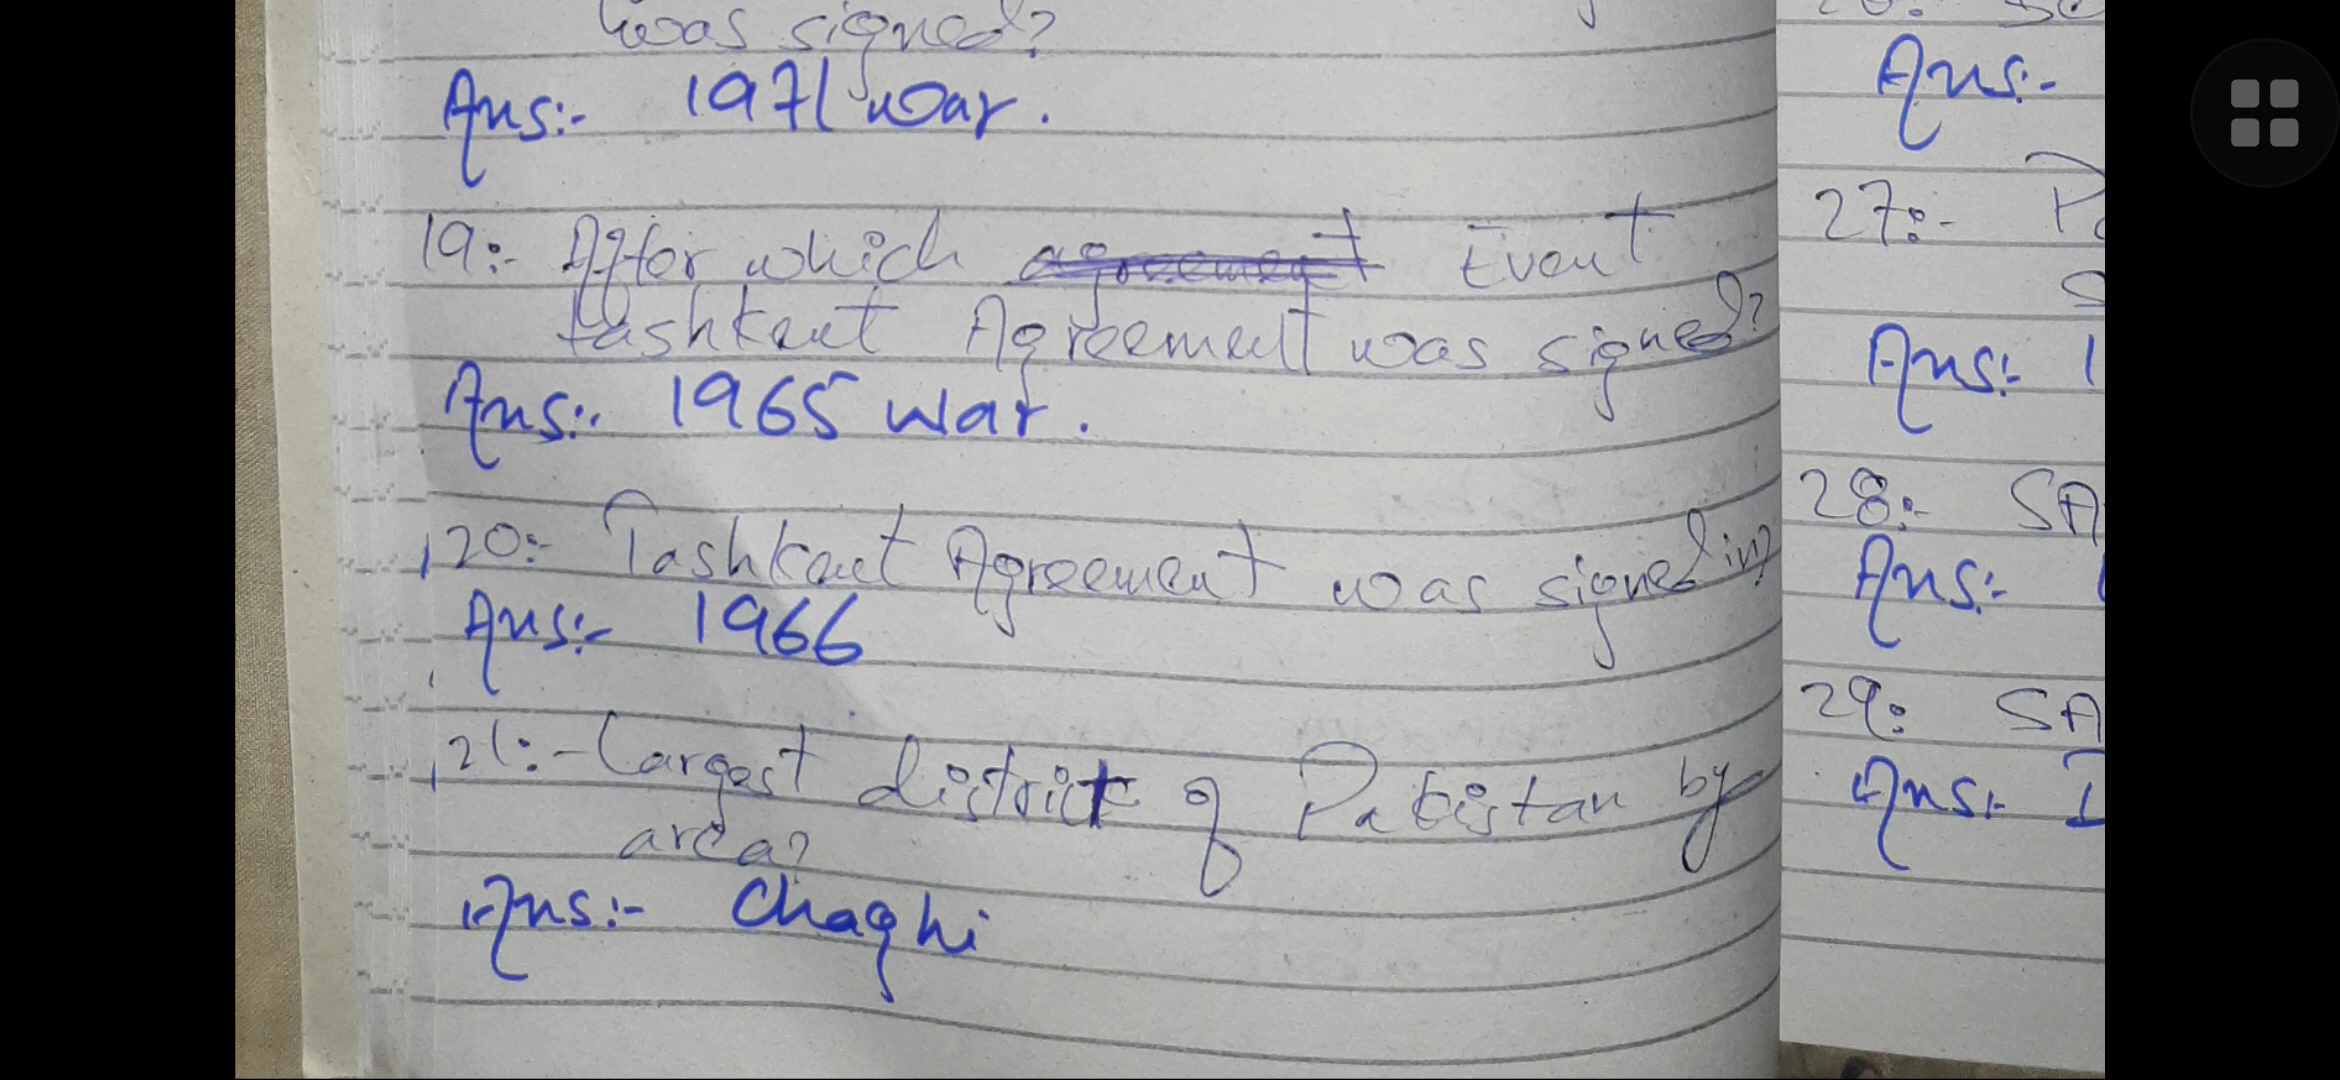 was signed?
Ans:- 1971 war.
19:- After which agreement Event
tashkent Agreement was signed?
Ans:- 1965 war.
20:- Tashkent Agreement was signed in?
Ans:- 1966
21:- Largest district of Pakistan by
area?
Ans:- Chaghi
Ans:-
27:-
Ans:- 1
28:- SA
Ans:-
29: SA
Ans:-